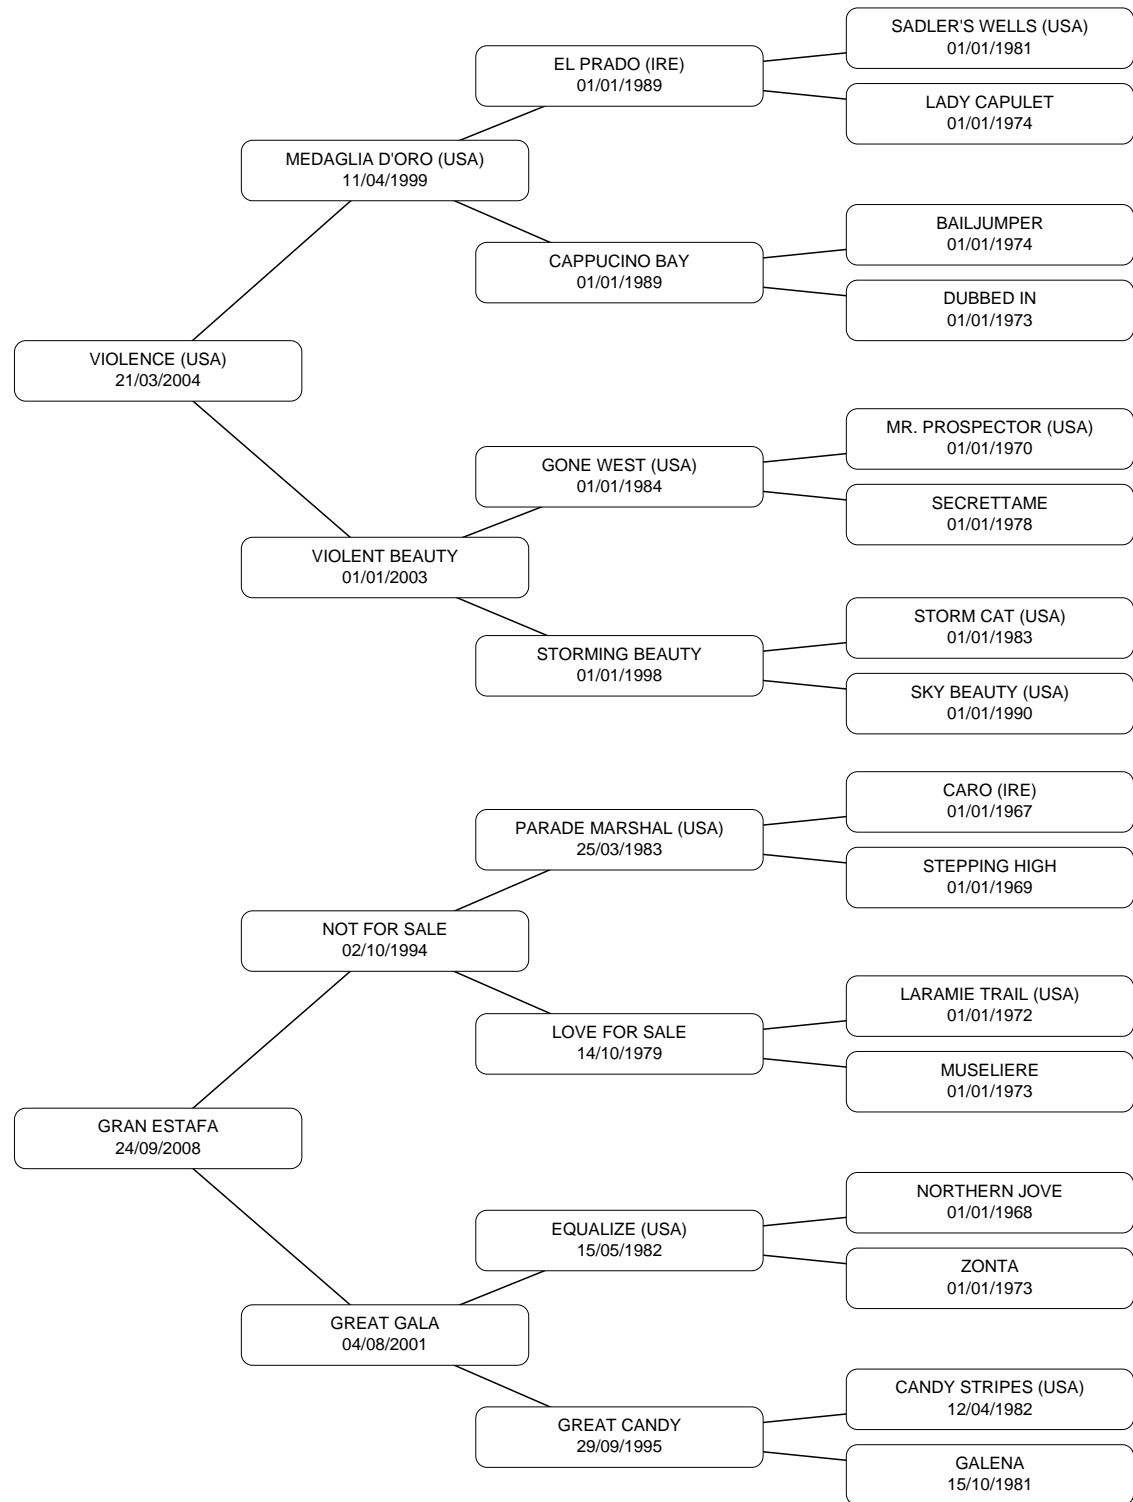 SADLER'S WELLS (USA)
01/01/1981
EL PRADO (IRE)
01/01/1989
LADY CAPULET
01/01/1974
MEDAGLIA D'ORO (USA)
11/04/1999
BAILJUMPER
01/01/1974
CAPPUCINO BAY
01/01/1989
DUBBED IN
01/01/1973
VIOLENCE (USA)
21/03/2004
MR. PROSPECTOR (USA)
01/01/1970
GONE WEST (USA)
01/01/1984
SECRETTAME
01/01/1978
VIOLENT BEAUTY
01/01/2003
STORM CAT (USA)
01/01/1983
STORMING BEAUTY
01/01/1998
SKY BEAUTY (USA)
01/01/1990
CARO (IRE)
01/01/1967
PARADE MARSHAL (USA)
25/03/1983
STEPPING HIGH
01/01/1969
NOT FOR SALE
02/10/1994
LARAMIE TRAIL (USA)
01/01/1972
LOVE FOR SALE
14/10/1979
MUSELIERE
01/01/1973
GRAN ESTAFA
24/09/2008
NORTHERN JOVE
01/01/1968
EQUALIZE (USA)
15/05/1982
ZONTA
01/01/1973
GREAT GALA
04/08/2001
CANDY STRIPES (USA)
12/04/1982
GREAT CANDY
29/09/1995
GALENA
15/10/1981